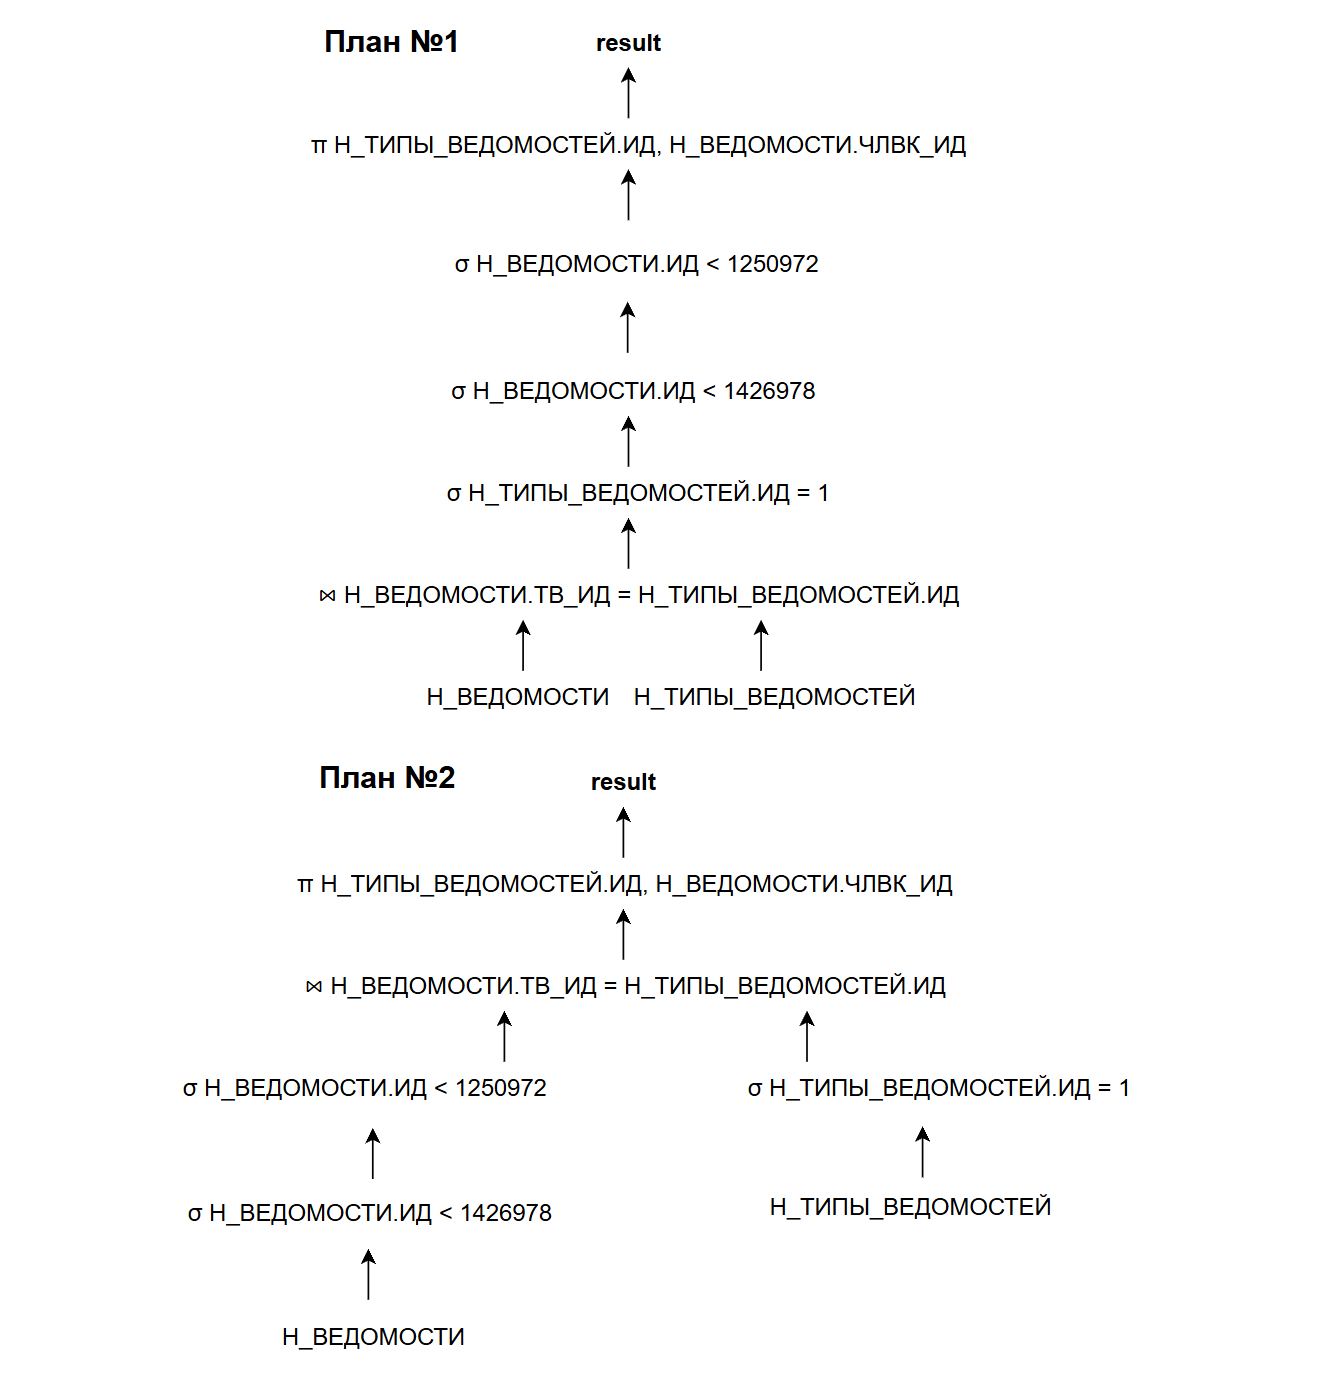 План №1
result
π Н_ТИПЫ_ВЕДОМОСТЕЙ.ИД, Н_ВЕДОМОСТИ.ЧЛВК_ИД
σ Н_ВЕДОМОСТИ.ИД < 1250972
σ Н_ВЕДОМОСТИ.ИД < 1426978
σ Н_ТИПЫ_ВЕДОМОСТЕЙ.ИД = 1
⋈ Н_ВЕДОМОСТИ.ТВ_ИД = Н_ТИПЫ_ВЕДОМОСТЕЙ.ИД
Н_ВЕДОМОСТИ Н_ТИПЫ_ВЕДОМОСТЕЙ
План №2
result
π Н_ТИПЫ_ВЕДОМОСТЕЙ.ИД, Н_ВЕДОМОСТИ.ЧЛВК_ИД
⋈ Н_ВЕДОМОСТИ.ТВ_ИД = Н_ТИПЫ_ВЕДОМОСТЕЙ.ИД
σ Н_ВЕДОМОСТИ.ИД < 1250972
σ Н_ТИПЫ_ВЕДОМОСТЕЙ.ИД = 1
σ Н_ВЕДОМОСТИ.ИД < 1426978
Н_ТИПЫ_ВЕДОМОСТЕЙ
Н_ВЕДОМОСТИ